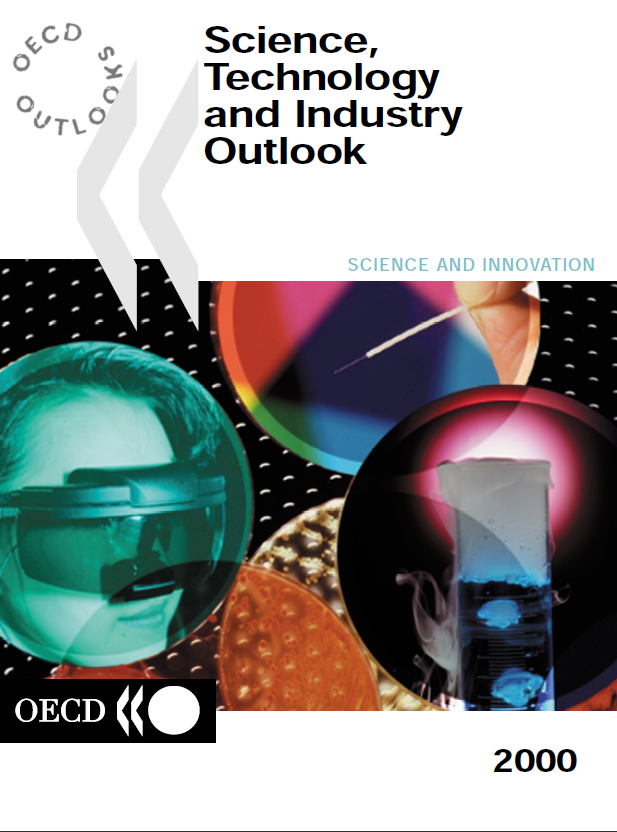 OECD OUTLOOKS
Science,
Technology
and Industry
Outlook
SCIENCE AND INNOVATION
OECD
2000